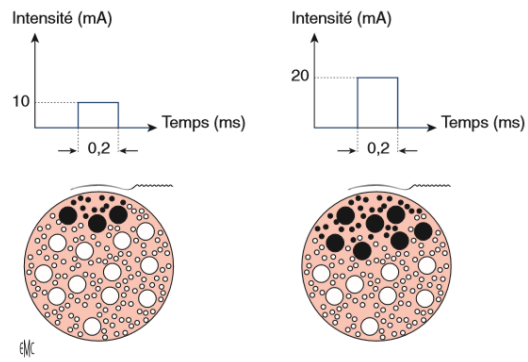 Intensité (mA)
10
Temps (ms)
0,2
Intensité (mA)
20
Temps (ms)
0,2
EMC